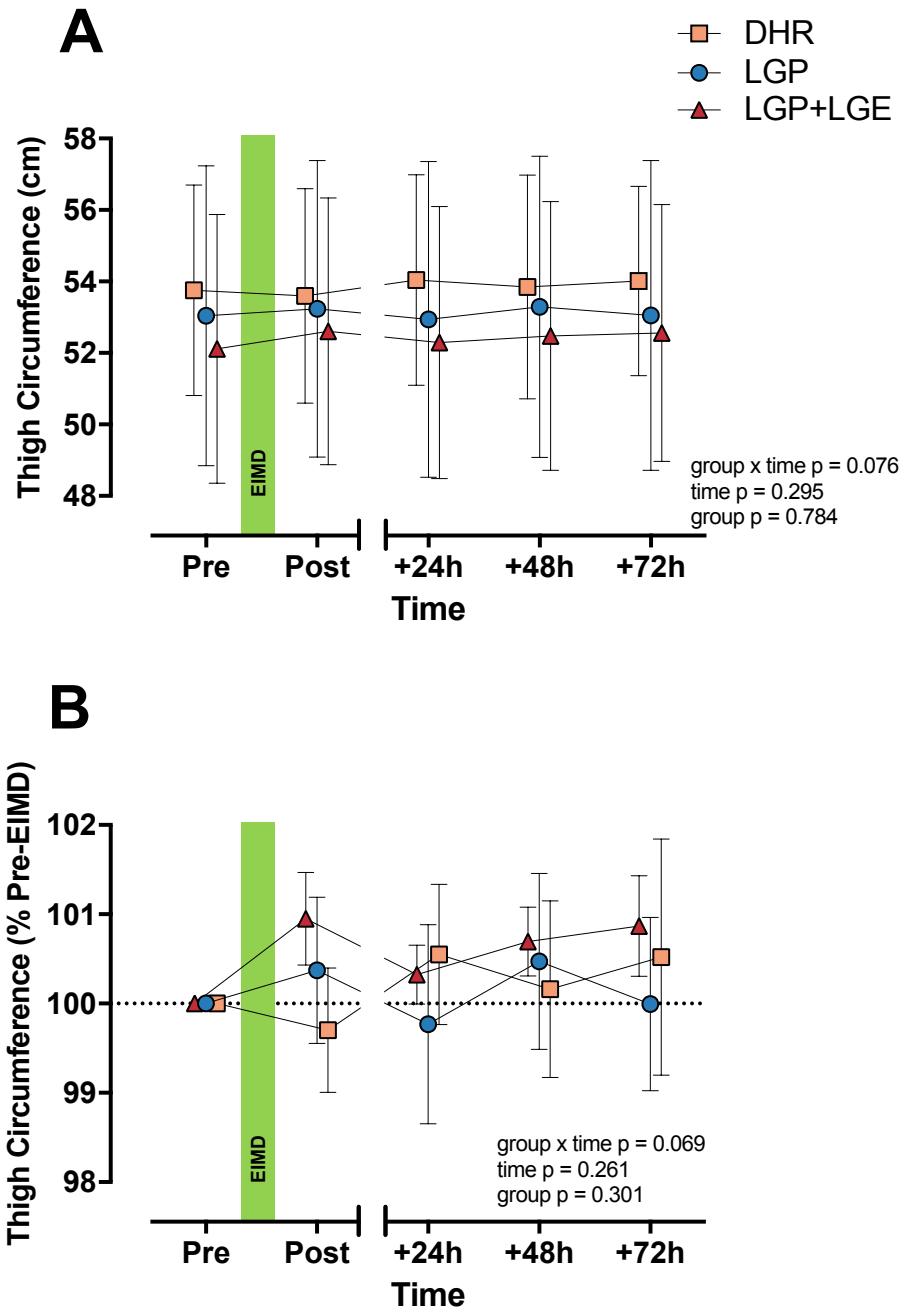 A
DHR
LGP
LGP+LGE
Thigh Circumference (cm)
58
56
54
52
50
48
EIMD
group x time p = 0.076
time p = 0.295
group p = 0.784
Pre Post +24h +48h +72h
Time
B
Thigh Circumference (% Pre-EIMD)
102
101
100
99
98
EIMD
group x time p = 0.069
time p = 0.261
group p = 0.301
Pre Post +24h +48h +72h
Time